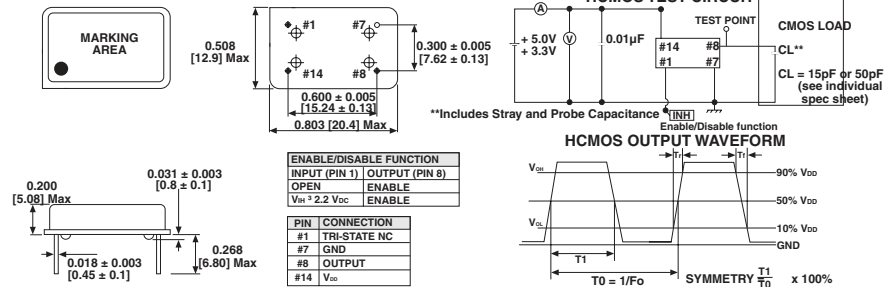 MARKING
AREA
0.508
[12.9] Max
#1
#7
#14
#8
0.300 ± 0.005
[7.62 ± 0.13]
0.600 ± 0.005
[15.24 ± 0.13]
0.803 [20.4] Max
HCMOS TEST CIRCUIT
A
+ 5.0V
+ 3.3V
V
0.01µF
TEST POINT
#14
#8
#1
#7
CMOS LOAD
CL**
CL = 15pF or 50pF
(see individual
spec sheet)
**Includes Stray and Probe Capacitance
INH
Enable/Disable function
0.200
[5.08] Max
0.031 ± 0.003
[0.8 ± 0.1]
0.018 ± 0.003
[0.45 ± 0.1]
0.268
[6.80] Max
ENABLE/DISABLE FUNCTION
INPUT (PIN 1) OUTPUT (PIN 8)
OPEN ENABLE
VIH ³ 2.2 VDC ENABLE
PIN CONNECTION
#1 TRI-STATE NC
#7 GND
#8 OUTPUT
#14 VDD
HCMOS OUTPUT WAVEFORM
Tr
Tf
VOH
90% VDD
50% VDD
VOL
10% VDD
GND
T1
T0 = 1/Fo
SYMMETRY T1/T0 x 100%